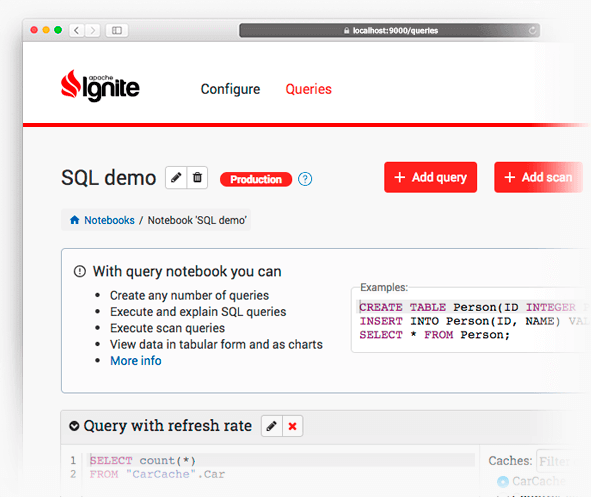 localhost:9000/queries
apache
Ignite
Configure Queries
SQL demo Production ?
+ Add query + Add scan
Notebooks / Notebook 'SQL demo'
With query notebook you can
Create any number of queries
Execute and explain SQL queries
Execute scan queries
View data in tabular form and as charts
More info
Examples:
CREATE TABLE Person(ID INTEGER
INSERT INTO Person(ID, NAME)
SELECT * FROM Person;
Query with refresh rate
1 SELECT count(*)
2 FROM "CarCache".Car
Caches: Filter
CarCache